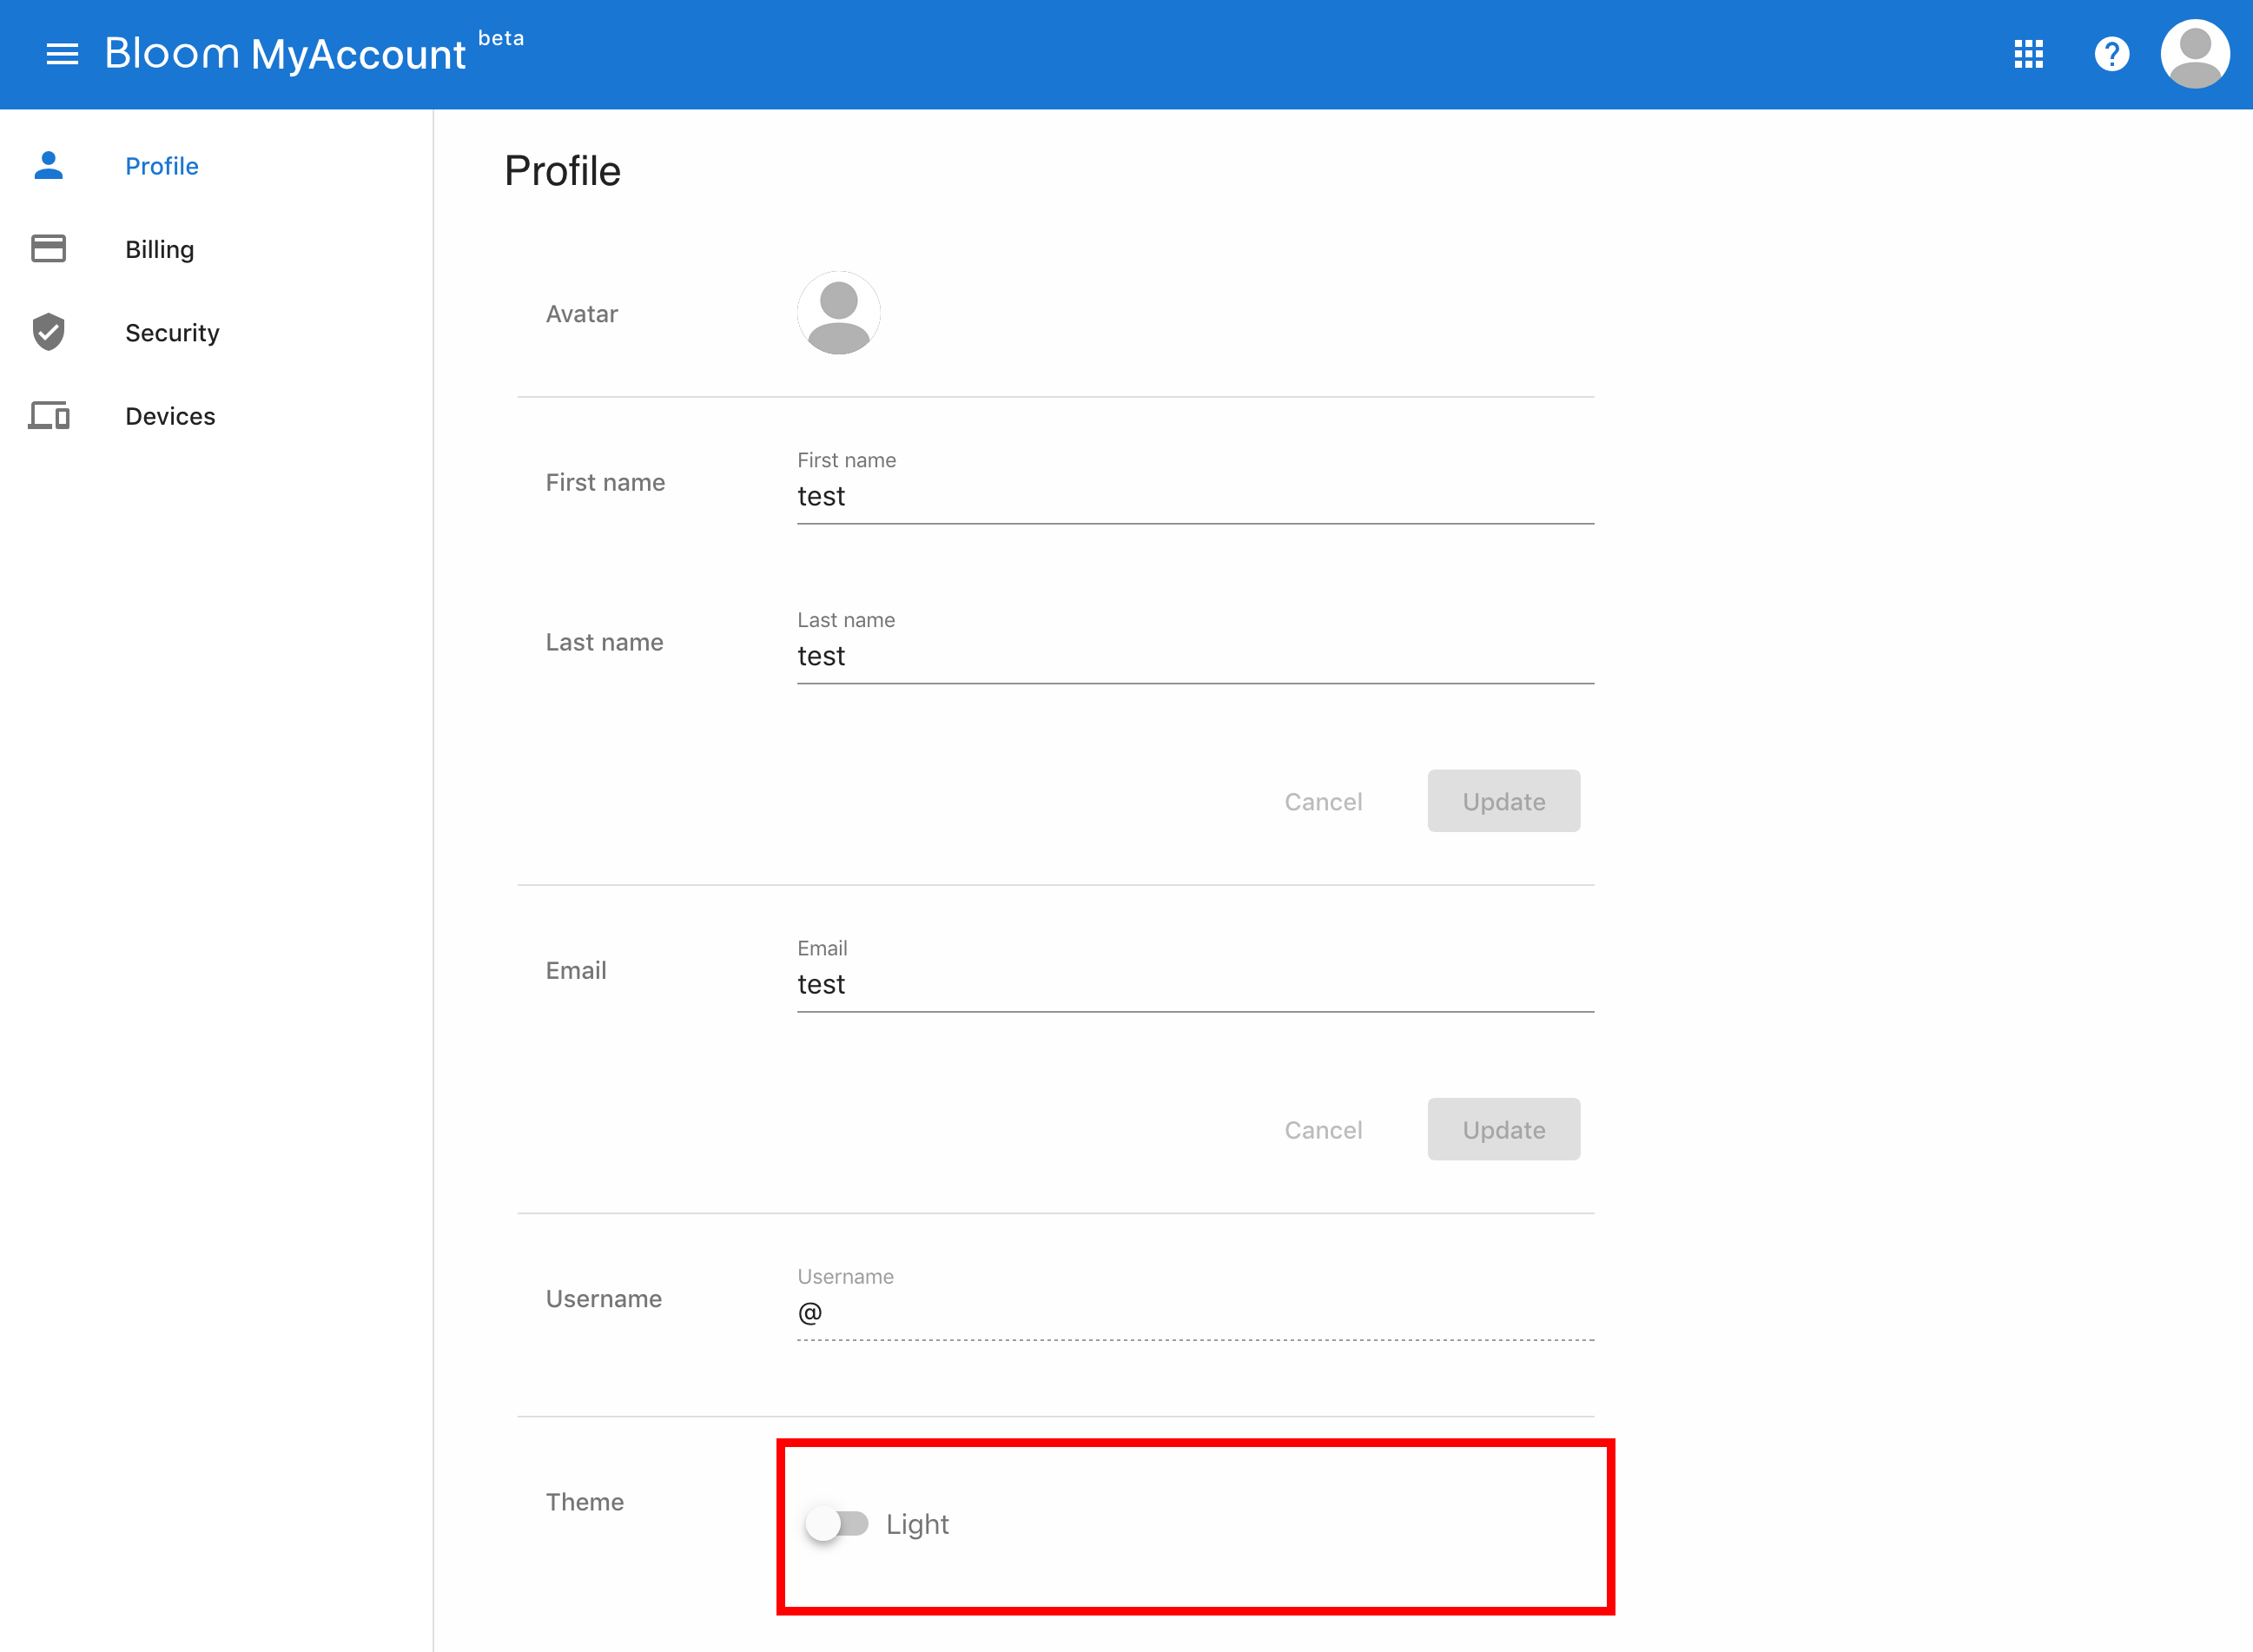 Bloom MyAccount beta
Profile
Billing
Security
Devices
Profile
Avatar
First name
First name
test
Last name
Last name
test
Cancel
Update
Email
Email
test
Cancel
Update
Username
Username
@
Theme
Light